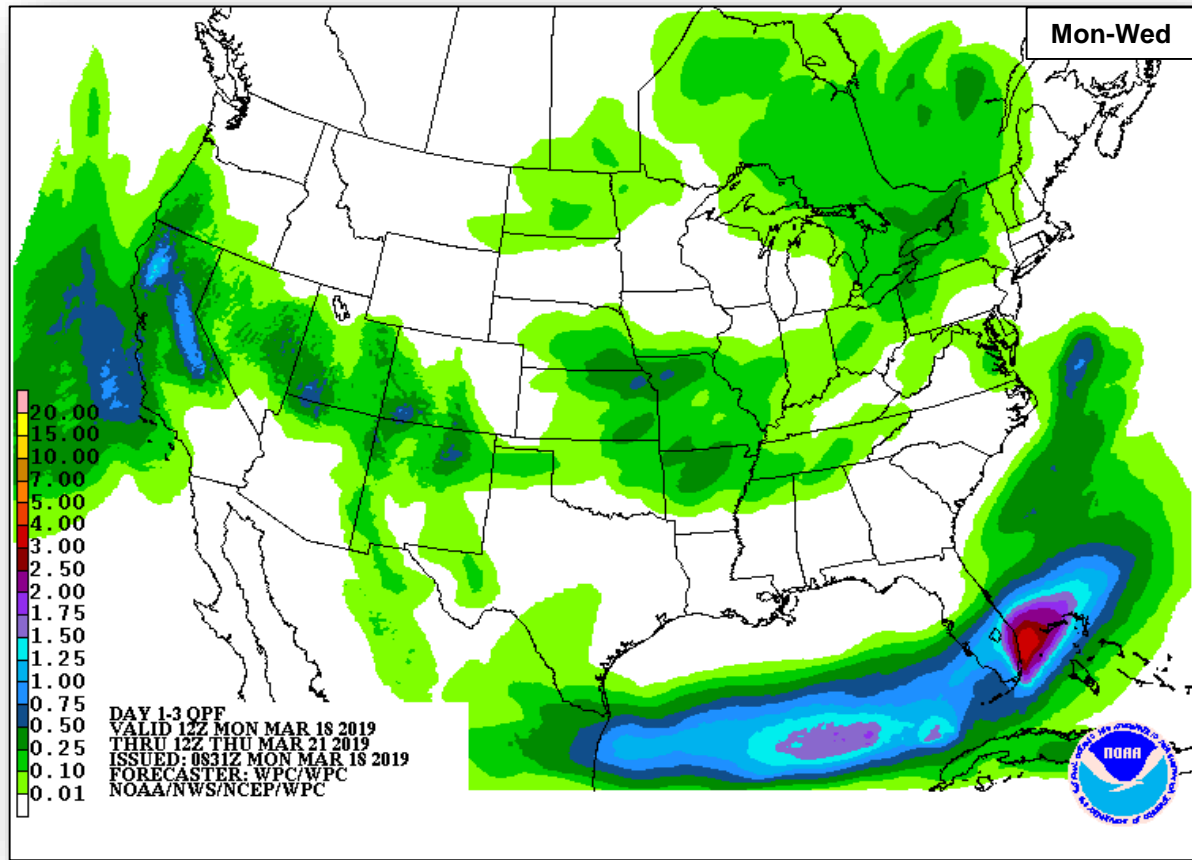 Mon-Wed
20.00
15.00
10.00
7.00
5.00
4.00
3.00
2.50
2.00
1.75
1.50
1.25
1.00
0.75
0.50
0.25
0.10
0.01
DAY 1-3 QPF
VALID 12Z MON MAR 18 2019
THRU 12Z THU MAR 21 2019
ISSUED: 0831Z MON MAR 18 2019
FORECASTER: WPC/WPC
NOAA/NWS/NCEP/WPC
NOAA